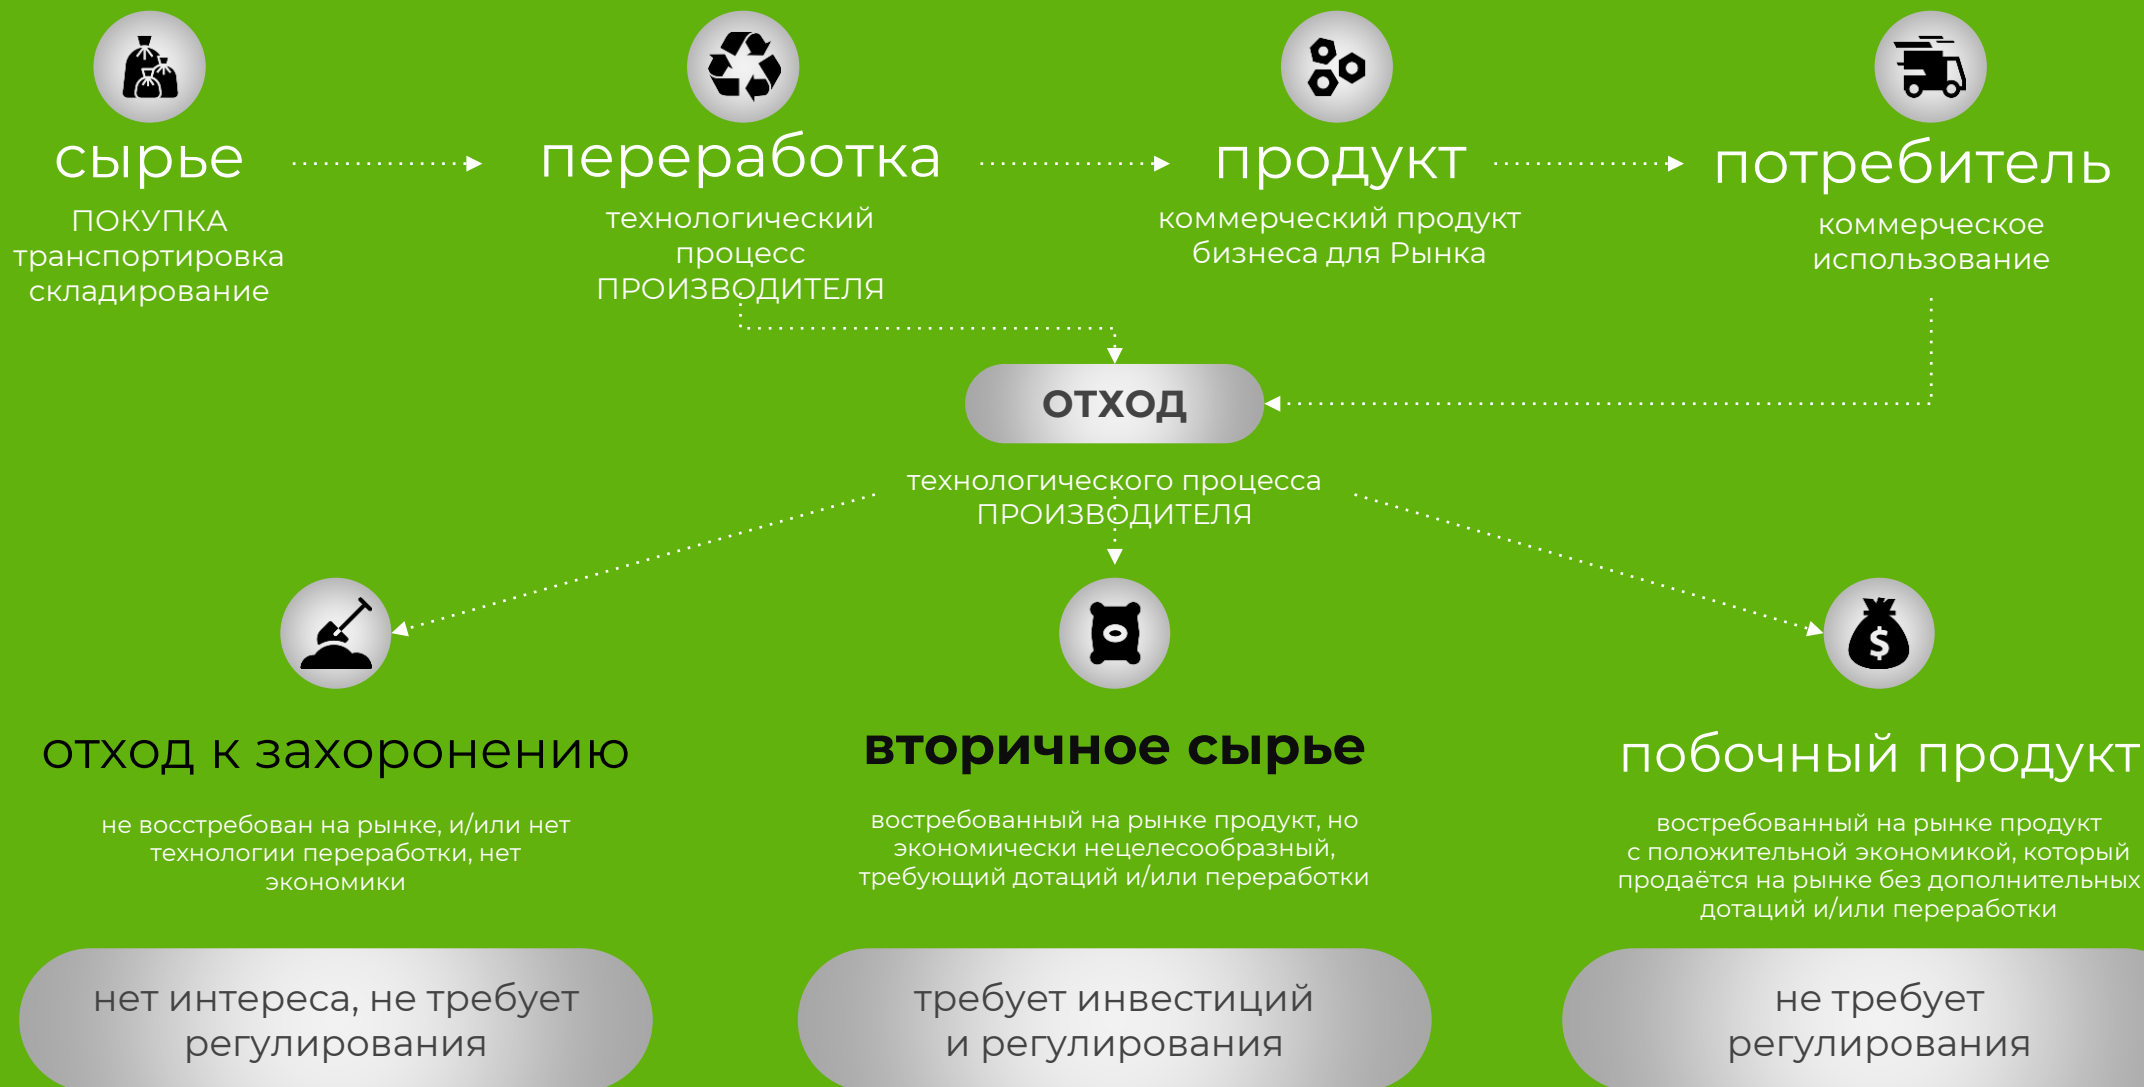 сырье
переработка
продукт
потребитель
ПОКУПКА
транспортировка
складирование
технологический
процесс
ПРОИЗВОДИТЕЛЯ
коммерческий продукт
бизнеса для Рынка
коммерческое
использование
ОТХОД
технологического процесса
ПРОИЗВОДИТЕЛЯ
$
отход к захоронению
вторичное сырье
побочный продукт
не восстребован на рынке, и/или нет
технологии переработки, нет
экономики
востребованный на рынке продукт, но
экономически нецелесообразный,
требующий дотаций и/или переработки
востребованный на рынке продукт
с положительной экономикой, который
продаётся на рынке без дополнительных
дотаций и/или переработки
нет интереса, не требует
регулирования
требует инвестиций
и регулирования
не требует
регулирования